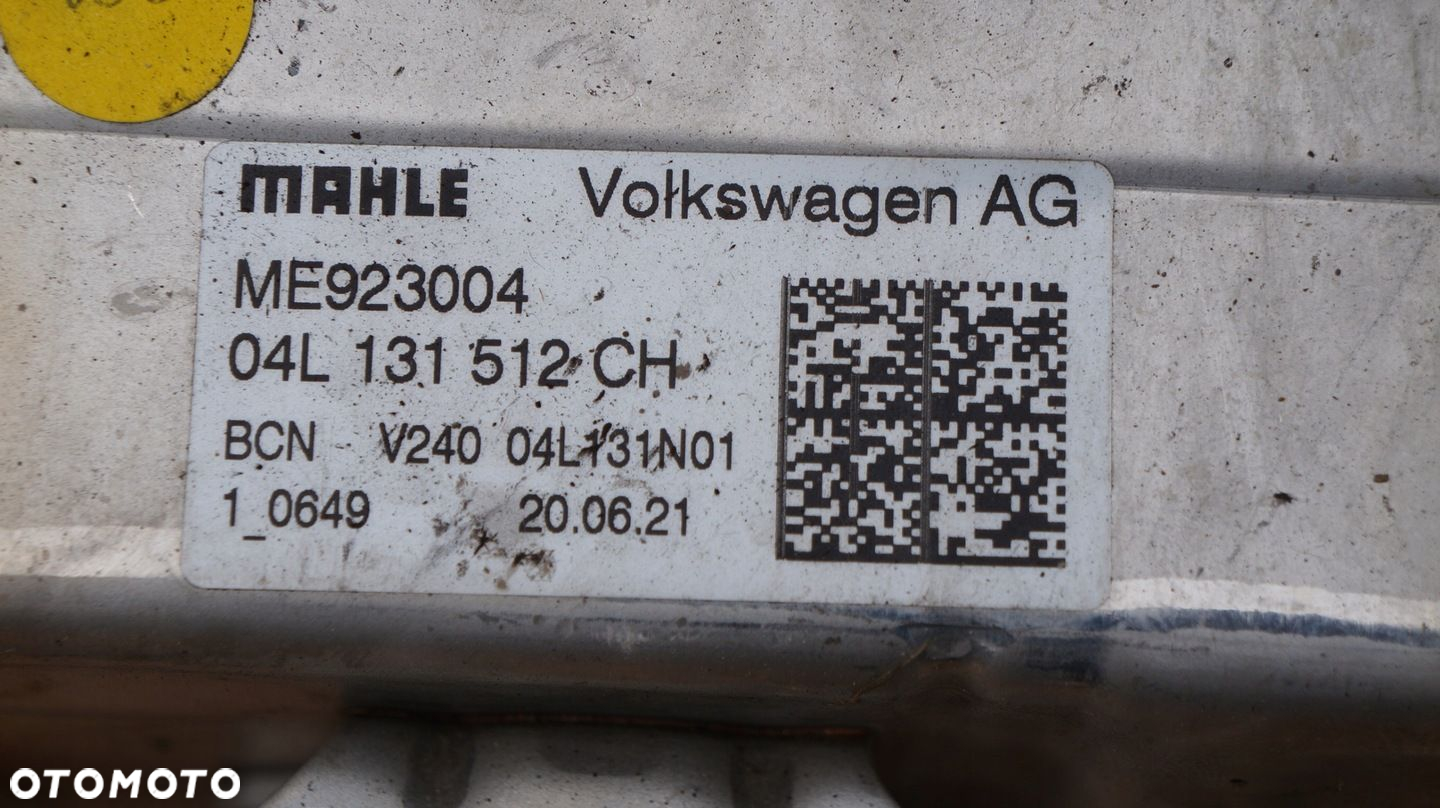 MAHLE Volkswagen AG
ME923004
04L 131 512 CH
BCN V240 04L131N01
1_0649 20.06.21
OTOMOTO